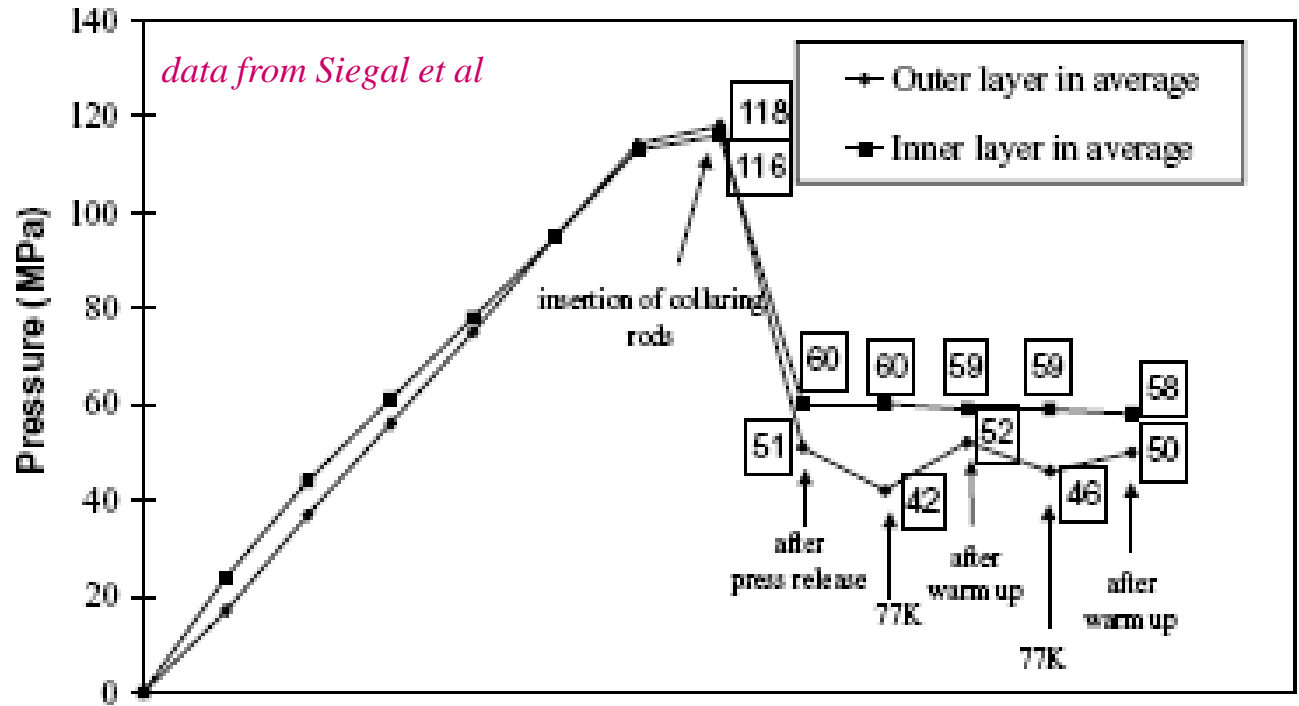 140
data from Siegal et al
Outer layer in average
Inner layer in average
120
118
116
100
Pressure (MPa)
insertion of collaring
rods
80
60
60
60
59
59
58
51
52
50
42
46
40
after
press release
77K
after
warm up
77K
after
warm up
20
0